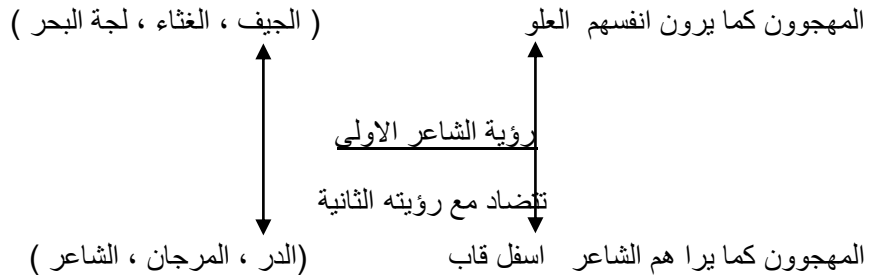 المهجوون كما يرون انفسهم العلو ( الجيف ، الغثاء ، لجة البحر )
رؤية الشاعر الاولى
تتضاد مع رؤيته الثانية
المهجوون كما يرا هم الشاعر اسفل قاب (الدر ، المرجان ، الشاعر )